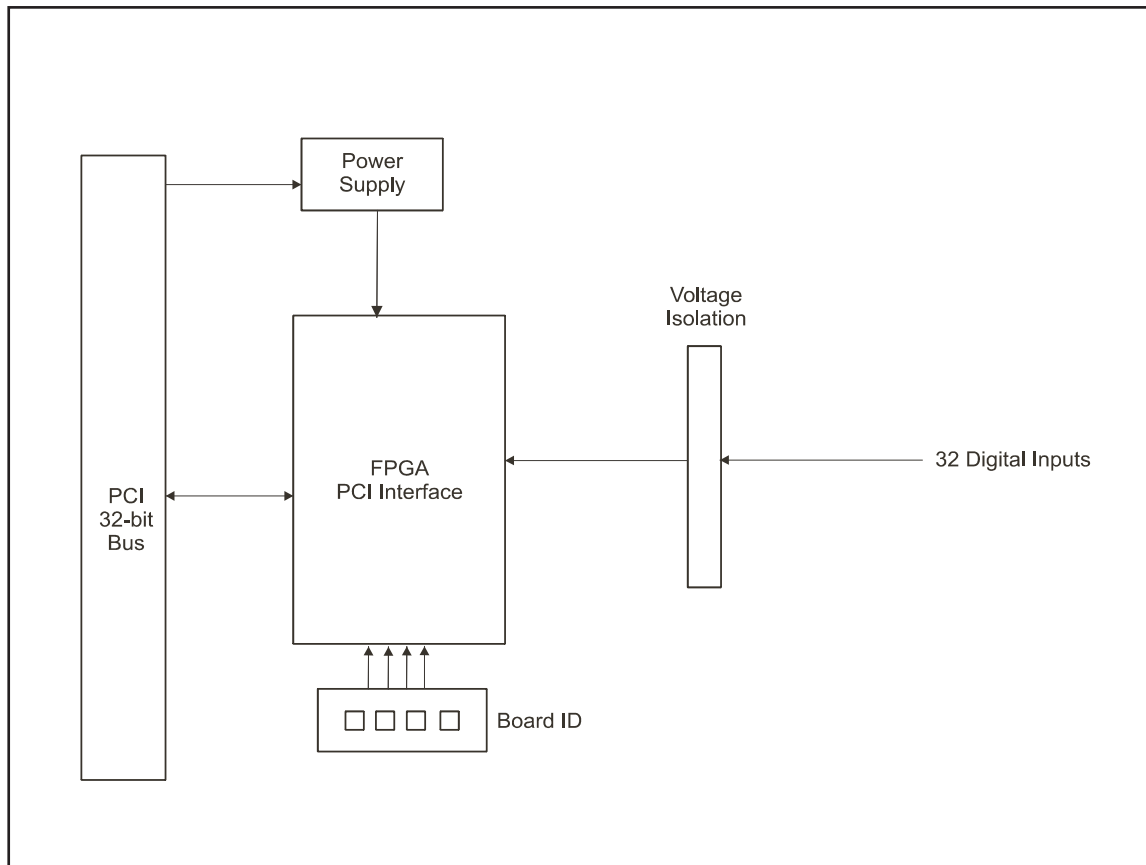 Power
Supply
Voltage
Isolation
FPGA
PCI Interface
32 Digital Inputs
PCI
32-bit
Bus
Board ID